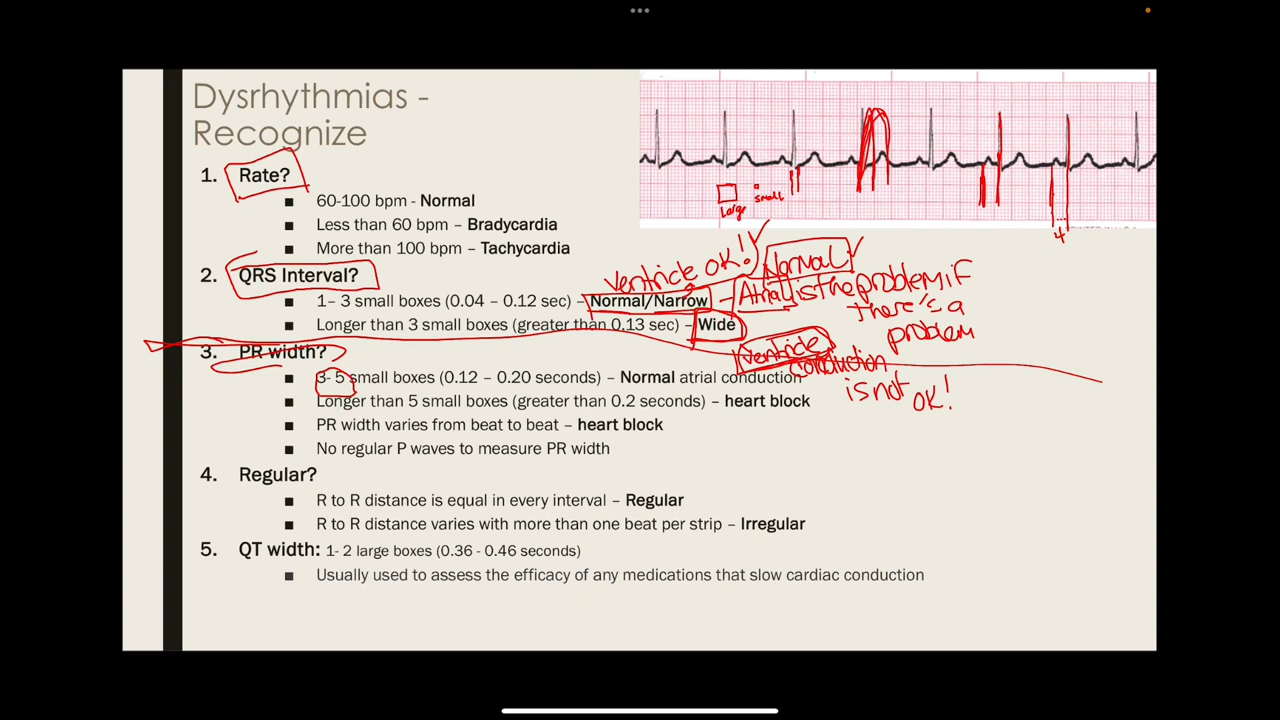 Dysrhythmias -
Recognize
1. Rate?
■ 60-100 bpm - Normal
■ Less than 60 bpm – Bradycardia
■ More than 100 bpm – Tachycardia
large
small
4
2. QRS Interval?
■ 1– 3 small boxes (0.04 – 0.12 sec) – Normal/Narrow
■ Longer than 3 small boxes (greater than 0.13 sec) – Wide
ventricle OK! ✓
Normal ✓
- Atria is the problem if
there's a
problem
ventricle
conduction
is not OK!
3. PR width?
■ 3- 5 small boxes (0.12 – 0.20 seconds) – Normal atrial conduction
■ Longer than 5 small boxes (greater than 0.2 seconds) – heart block
■ PR width varies from beat to beat – heart block
■ No regular P waves to measure PR width
4. Regular?
■ R to R distance is equal in every interval – Regular
■ R to R distance varies with more than one beat per strip – Irregular
5. QT width: 1- 2 large boxes (0.36 - 0.46 seconds)
■ Usually used to assess the efficacy of any medications that slow cardiac conduction